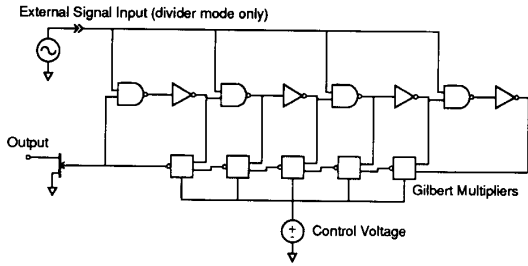 External Signal Input (divider mode only)
Output
Gilbert Multipliers
+
-
Control Voltage